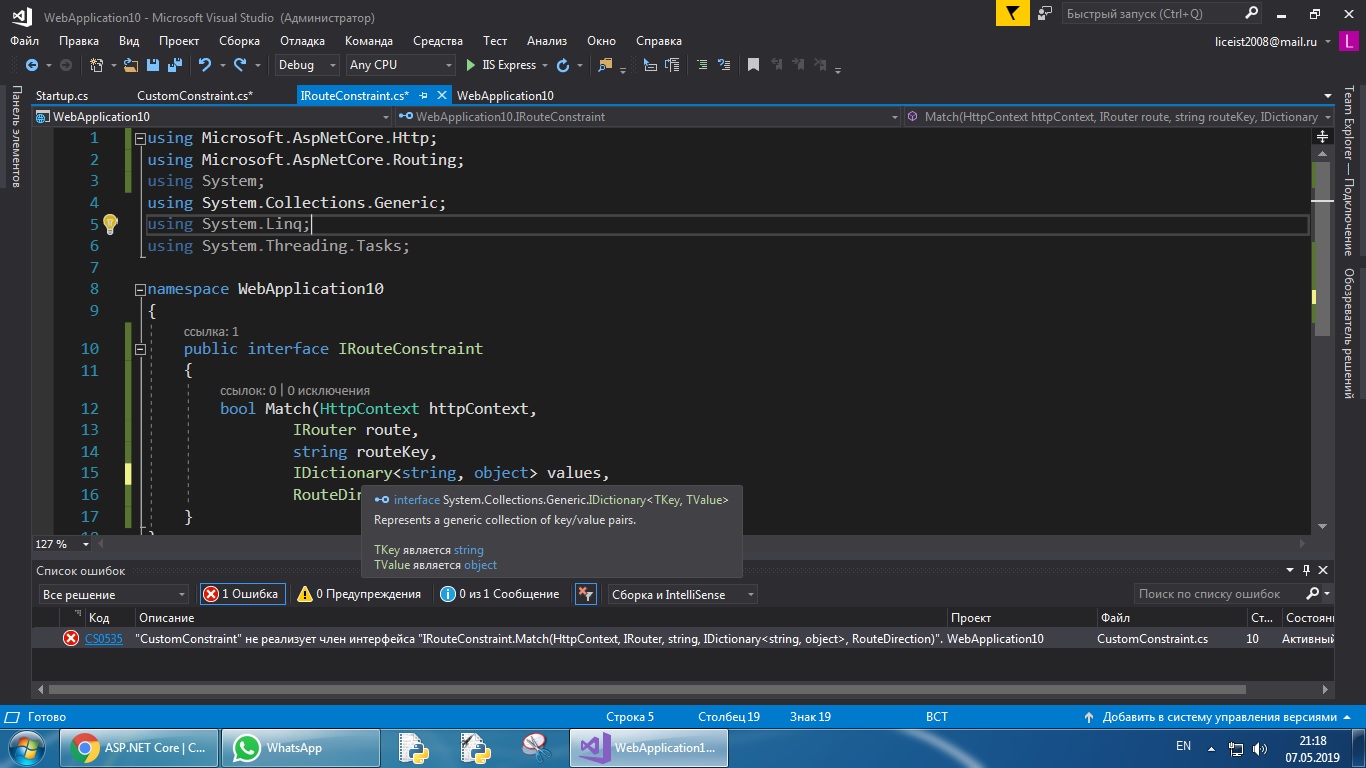 WebApplication10 - Microsoft Visual Studio (Администратор)
Быстрый запуск (Ctrl+Q)
Файл Правка Вид Проект Сборка Отладка Команда Средства Тест Анализ Окно Справка
liceist2008@mail.ru L
Debug Any CPU IIS Express
Панель элементов
Startup.cs CustomConstraint.cs* IRouteConstraint.cs* WebApplication10
WebApplication10 WebApplication10.IRouteConstraint Match(HttpContext httpContext, IRouter route, string routeKey, IDictionary
1 using Microsoft.AspNetCore.Http;
2 using Microsoft.AspNetCore.Routing;
3 using System;
4 using System.Collections.Generic;
5 using System.Linq;
6 using System.Threading.Tasks;
7
8 namespace WebApplication10
9 {
ссылка: 1
10 public interface IRouteConstraint
11 {
ссылок: 0 | 0 исключения
12 bool Match(HttpContext httpContext,
13 IRouter route,
14 string routeKey,
15 IDictionary<string, object> values,
16 RouteDir
17 }
18 }
interface System.Collections.Generic.IDictionary<TKey, TValue>
Represents a generic collection of key/value pairs.
TKey является string
TValue является object
Team Explorer — Подключение
Обозреватель решений
127 %
Список ошибок
Все решение 1 Ошибка 0 Предупреждения 0 из 1 Сообщение Сборка и IntelliSense Поиск по списку ошибок
Код Описание Проект Файл Ст... Состояни
CS0535 "CustomConstraint" не реализует член интерфейса "IRouteConstraint.Match(HttpContext, IRouter, string, IDictionary<string, object>, RouteDirection)". WebApplication10 CustomConstraint.cs 10 Активный
Готово Строка 5 Столбец 19 Знак 19 ВСТ Добавить в систему управления версиями
ASP.NET Core | С... WhatsApp WebApplication1... EN 21:18
07.05.2019